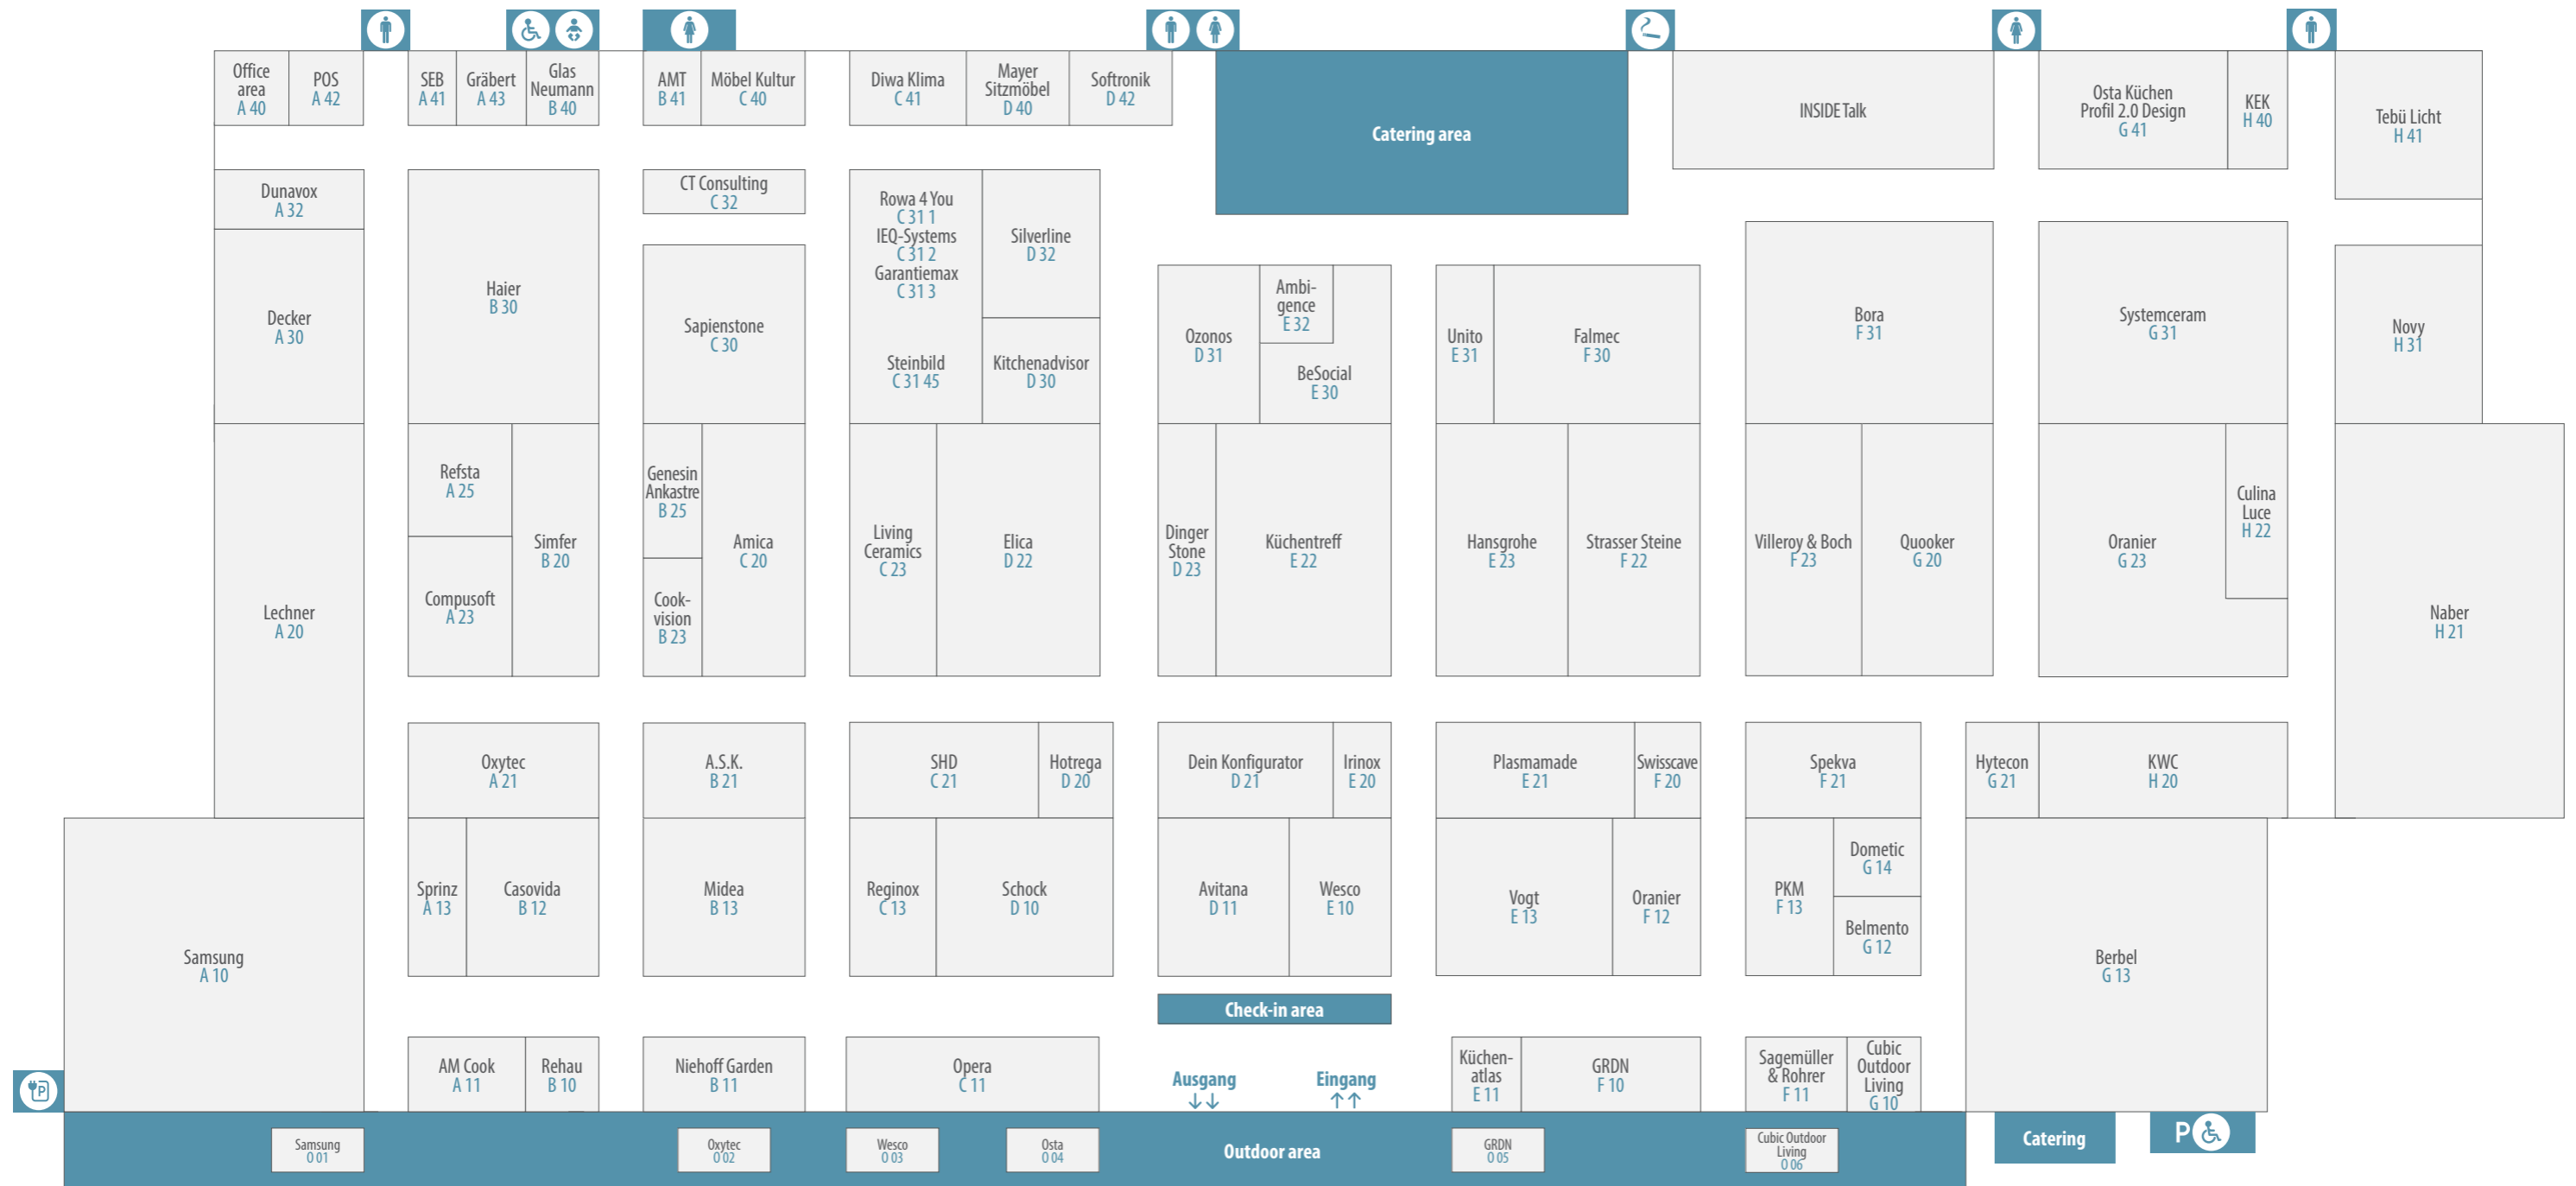 Office
area
A 40
POS
A 42
SEB
A 41
Gräbert
A 43
Glas
Neumann
B 40
AMT
B 41
Möbel Kultur
C 40
Diwa Klima
C 41
Mayer
Sitzmöbel
D 40
Softronik
D 42
Catering area
INSIDE Talk
Osta Küchen
Profil 2.0 Design
G 41
KEK
H 40
Tebü Licht
H 41
Dunavox
A 32
Decker
A 30
Haier
B 30
CT Consulting
C 32
Sapienstone
C 30
Rowa 4 You
C 31 1
IEQ-Systems
C 31 2
Garantiemax
C 31 3
Steinbild
C 31 45
Silverline
D 32
Kitchenadvisor
D 30
Ozonos
D 31
Ambi-
gence
E 32
BeSocial
E 30
Unito
E 31
Falmec
F 30
Bora
F 31
Systemceram
G 31
Novy
H 31
Lechner
A 20
Refsta
A 25
Compusoft
A 23
Simfer
B 20
Genesin
Ankastre
B 25
Cook-
vision
B 23
Amica
C 20
Living
Ceramics
C 23
Elica
D 22
Dinger
Stone
D 23
Küchentreff
E 22
Hansgrohe
E 23
Strasser Steine
F 22
Villeroy & Boch
F 23
Quooker
G 20
Oranier
G 23
Culina
Luce
H 22
Naber
H 21
Oxytec
A 21
A.S.K.
B 21
SHD
C 21
Hotrega
D 20
Dein Konfigurator
D 21
Irinox
E 20
Plasmamade
E 21
Swisscave
F 20
Spekva
F 21
Hytecon
G 21
KWC
H 20
Samsung
A 10
Sprinz
A 13
Casovida
B 12
Midea
B 13
Reginox
C 13
Schock
D 10
Avitana
D 11
Wesco
E 10
Vogt
E 13
Oranier
F 12
PKM
F 13
Dometic
G 14
Belmento
G 12
Berbel
G 13
Check-in area
AM Cook
A 11
Rehau
B 10
Niehoff Garden
B 11
Opera
C 11
Ausgang
↓↓
Eingang
↑↑
Küchen-
atlas
E 11
GRDN
F 10
Sagemüller
& Rohrer
F 11
Cubic
Outdoor
Living
G 10
P
Samsung
O 01
Oxytec
O 02
Wesco
O 03
Osta
O 04
Outdoor area
GRDN
O 05
Cubic Outdoor
Living
O 06
Catering
P